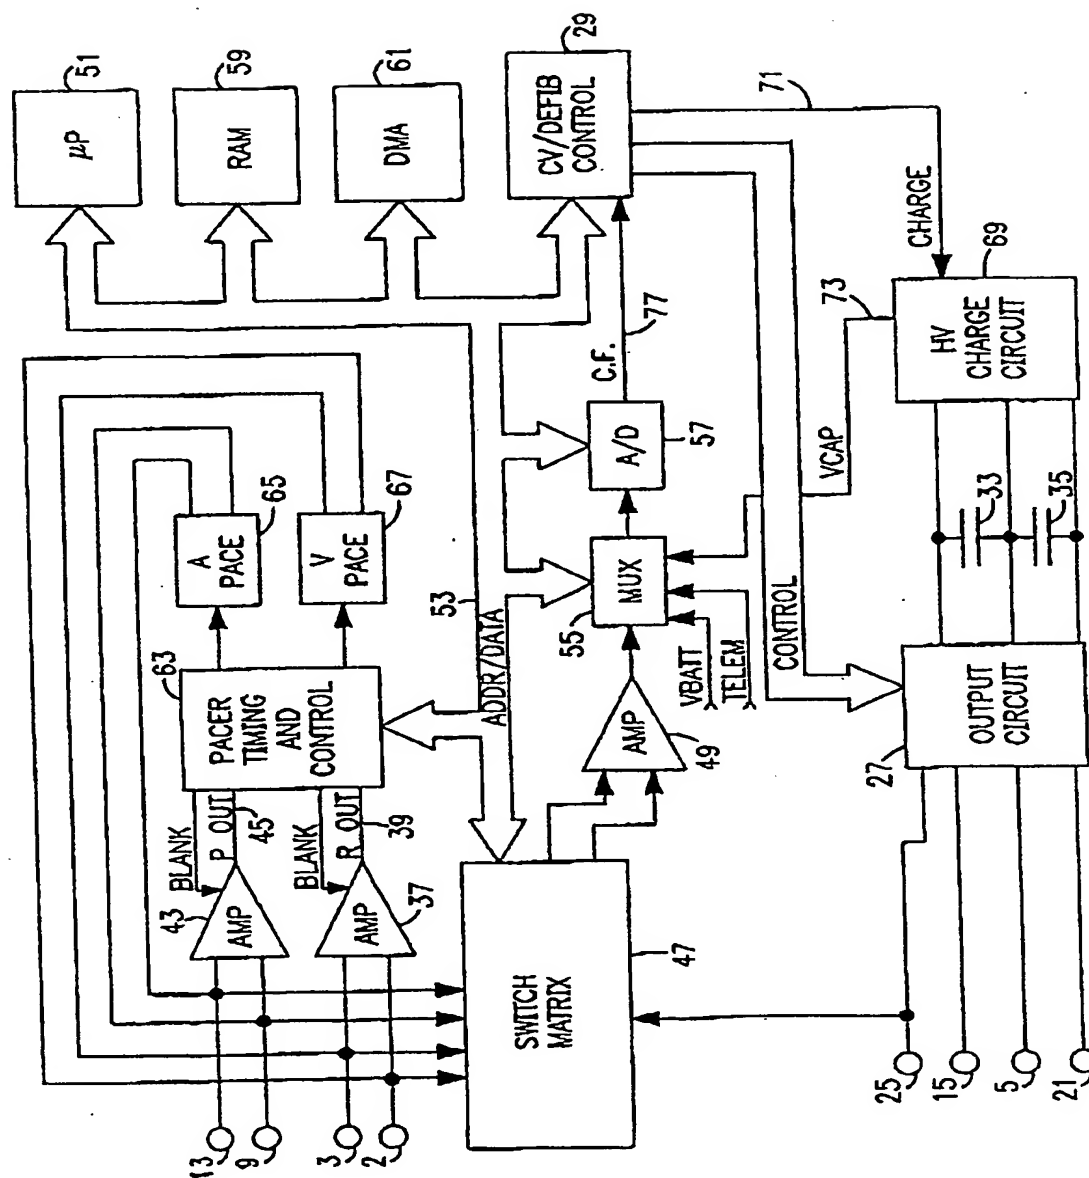 51
μP
59
RAM
61
DMA
29
CV/DEFIB
CONTROL
71
CHARGE
69
HV
CHARGE
CIRCUIT
73
VCAP
77
C.F.
57
A/D
55
MUX
VBATT
TELEM
CONTROL
33
35
27
OUTPUT
CIRCUIT
65
A
PACE
67
V
PACE
53
ADDR/DATA
63
PACER
TIMING
AND
CONTROL
BLANK
P OUT
45
BLANK
R OUT
39
43
AMP
37
AMP
49
AMP
47
SWITCH
MATRIX
13
9
3
2
25
15
5
21